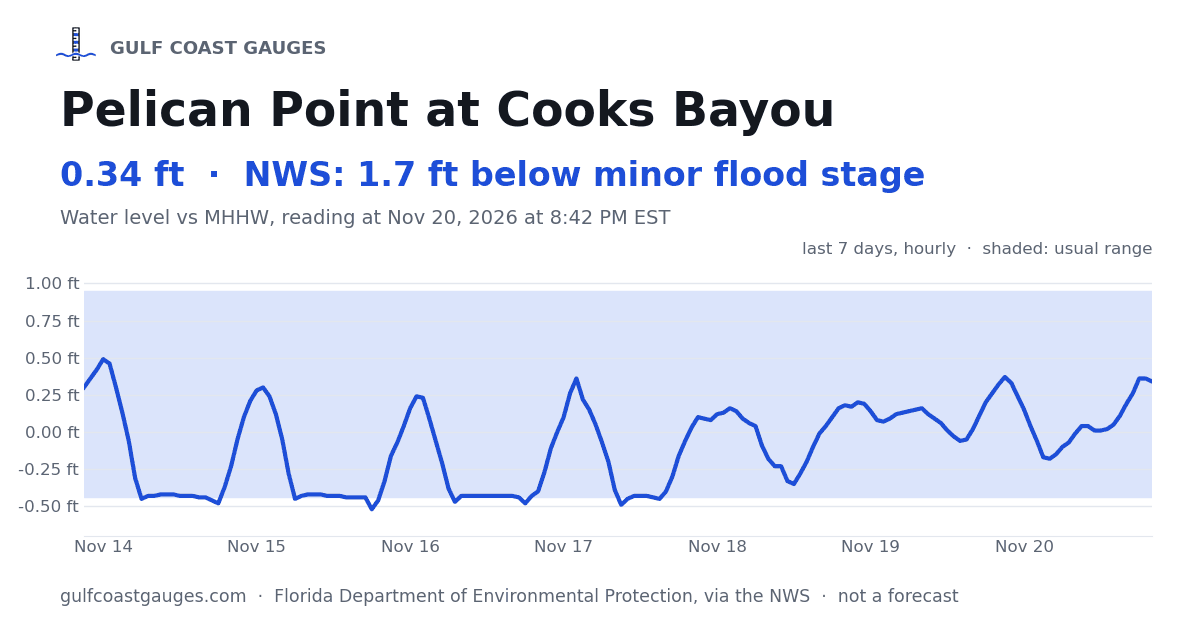 GULF COAST GAUGES
Pelican Point at Cooks Bayou
0.34 ft · NWS: 1.7 ft below minor flood stage
Water level vs MHHW, reading at Nov 20, 2026 at 8:42 PM EST
last 7 days, hourly · shaded: usual range
1.00 ft
0.75 ft
0.50 ft
0.25 ft
0.00 ft
-0.25 ft
-0.50 ft
Nov 14 Nov 15 Nov 16 Nov 17 Nov 18 Nov 19 Nov 20
gulfcoastgauges.com · Florida Department of Environmental Protection, via the NWS · not a forecast